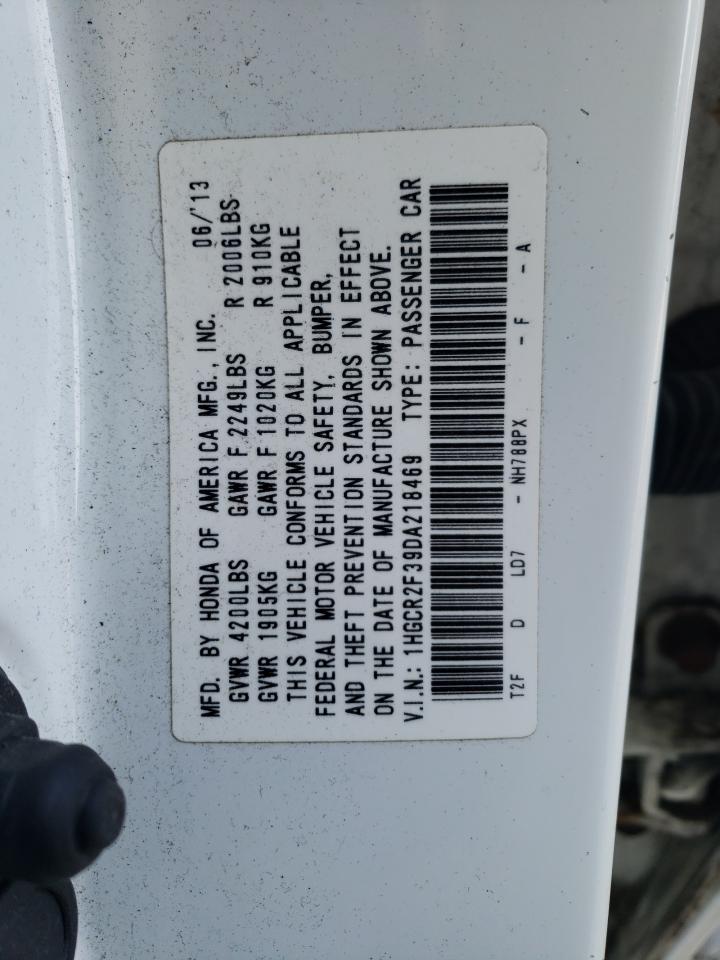 MFD. BY HONDA OF AMERICA MFG., INC. 06/'13
GVWR 4200LBS GAWR F 2249LBS R 2006LBS
GVWR 1905KG GAWR F 1020KG R 910KG
THIS VEHICLE CONFORMS TO ALL APPLICABLE
FEDERAL MOTOR VEHICLE SAFETY, BUMPER,
AND THEFT PREVENTION STANDARDS IN EFFECT
ON THE DATE OF MANUFACTURE SHOWN ABOVE.
V.I.N.: 1HGCR2F39DA218469 TYPE: PASSENGER CAR
T2F D LD7 - NH788PX - F - A